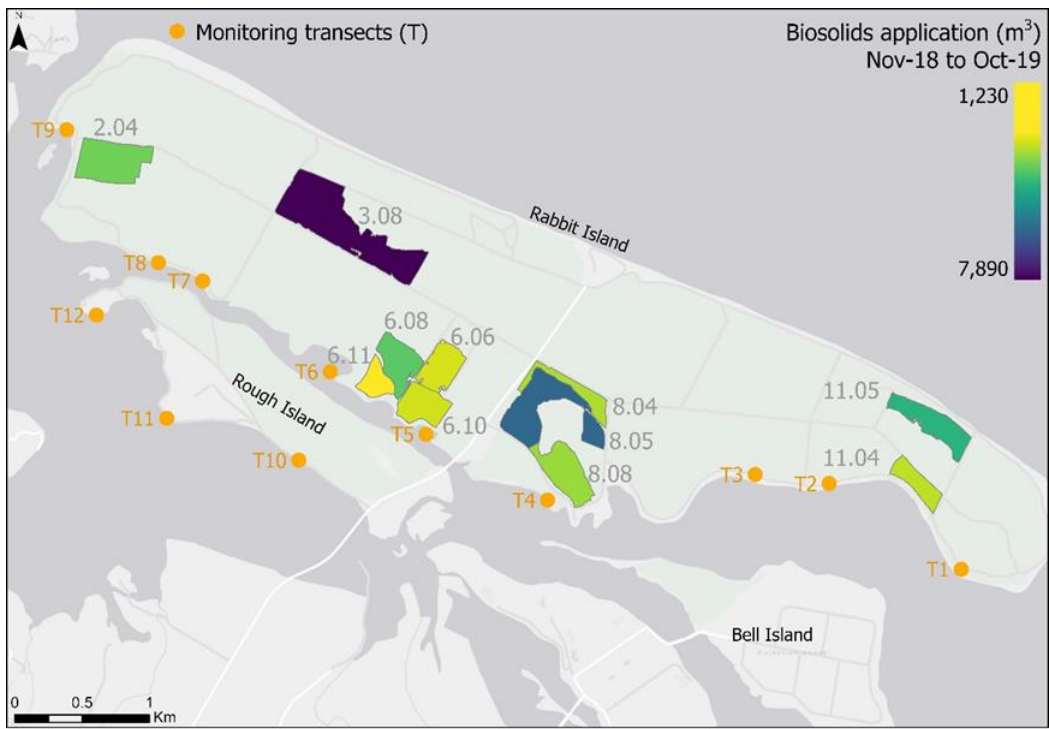 N
Monitoring transects (T)
Biosolids application (m³)
Nov-18 to Oct-19
1,230
7,890
T9
2.04
3.08
Rabbit Island
T8
T7
T12
6.08
6.06
6.11
T6
Rough Island
6.10
T11
T5
T10
8.04
8.05
8.08
T4
11.05
11.04
T3
T2
T1
Bell Island
0 0.5 1
Km